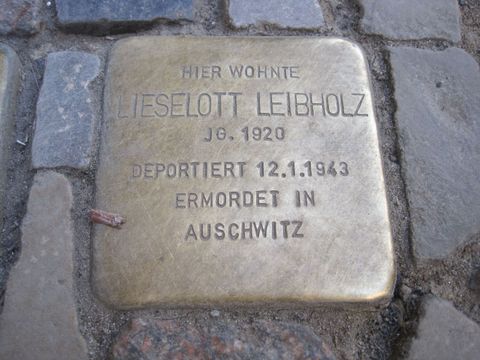 HIER WOHNTE
LIESELOTT LEIBHOLZ
JG. 1920
DEPORTIERT 12.1.1943
ERMORDET IN
AUSCHWITZ